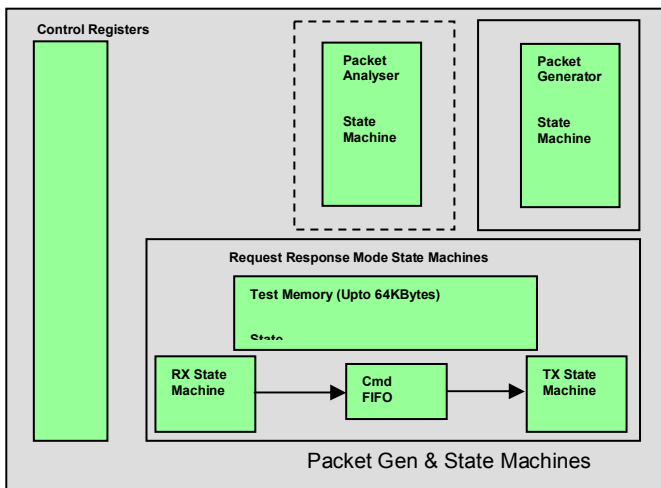 Control Registers
Packet
Analyser
State
Machine
Packet
Generator
State
Machine
Request Response Mode State Machines
Test Memory (Upto 64KBytes)
State
RX State
Machine
Cmd
FIFO
TX State
Machine
Packet Gen & State Machines